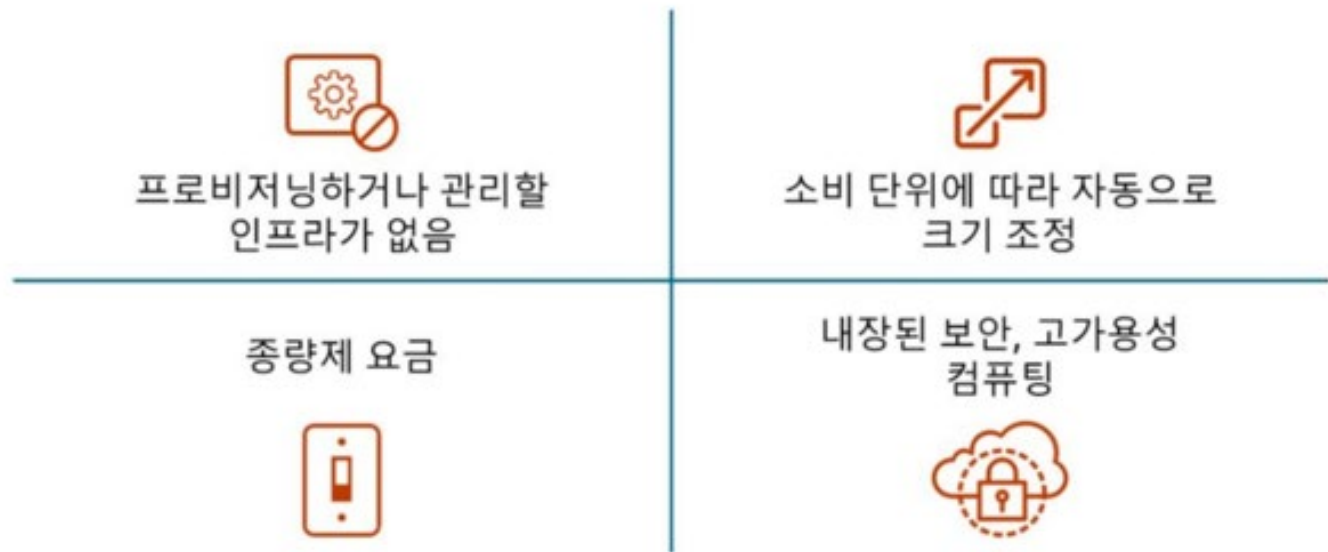 프로비저닝하거나 관리할
인프라가 없음
소비 단위에 따라 자동으로
크기 조정
종량제 요금
내장된 보안, 고가용성
컴퓨팅